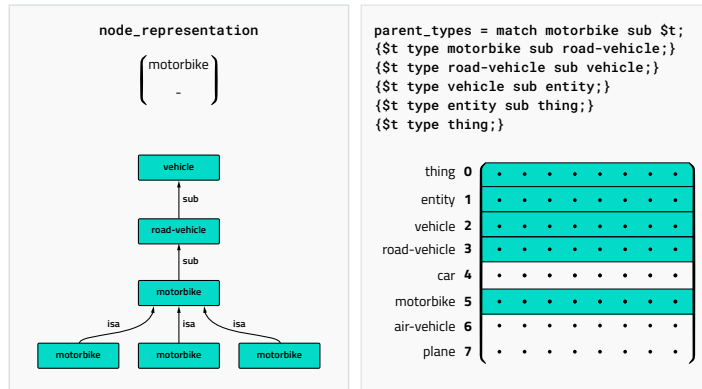 node_representation
motorbike
-
vehicle
sub
road-vehicle
sub
motorbike
isa isa isa
motorbike motorbike motorbike
parent_types = match motorbike sub $t;
{$t type motorbike sub road-vehicle;}
{$t type road-vehicle sub vehicle;}
{$t type vehicle sub entity;}
{$t type entity sub thing;}
{$t type thing;}
thing 0
entity 1
vehicle 2
road-vehicle 3
car 4
motorbike 5
air-vehicle 6
plane 7